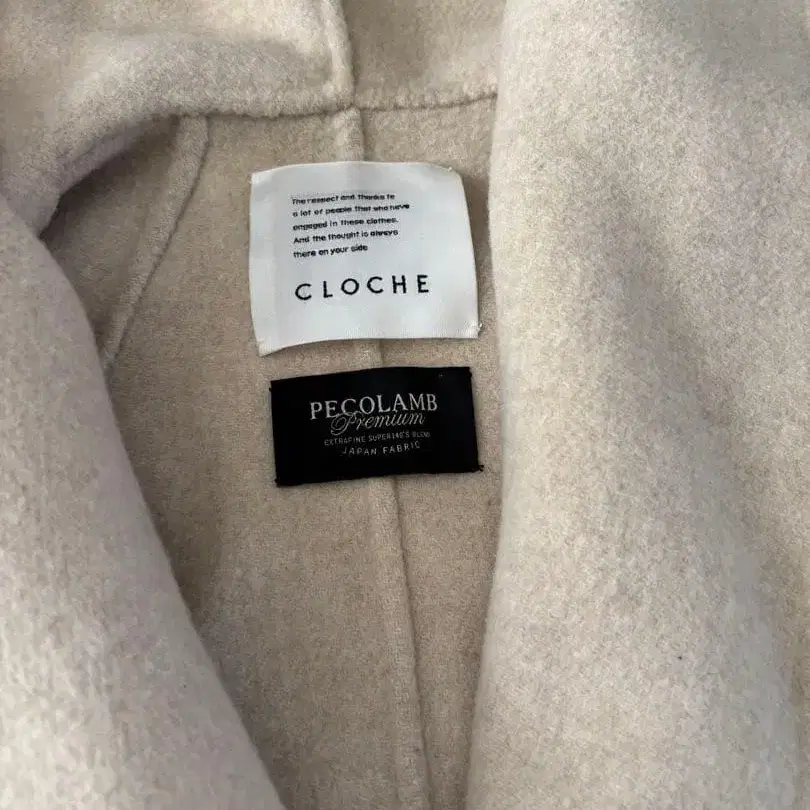 The respect and thanks to
a lot of people that who have
engaged in these clothes.
And the thought is always
there on your side
CLOCHE
PECOLAMB
Premium
EXTRAFINE SUPER140'S BLEND
JAPAN FABRIC